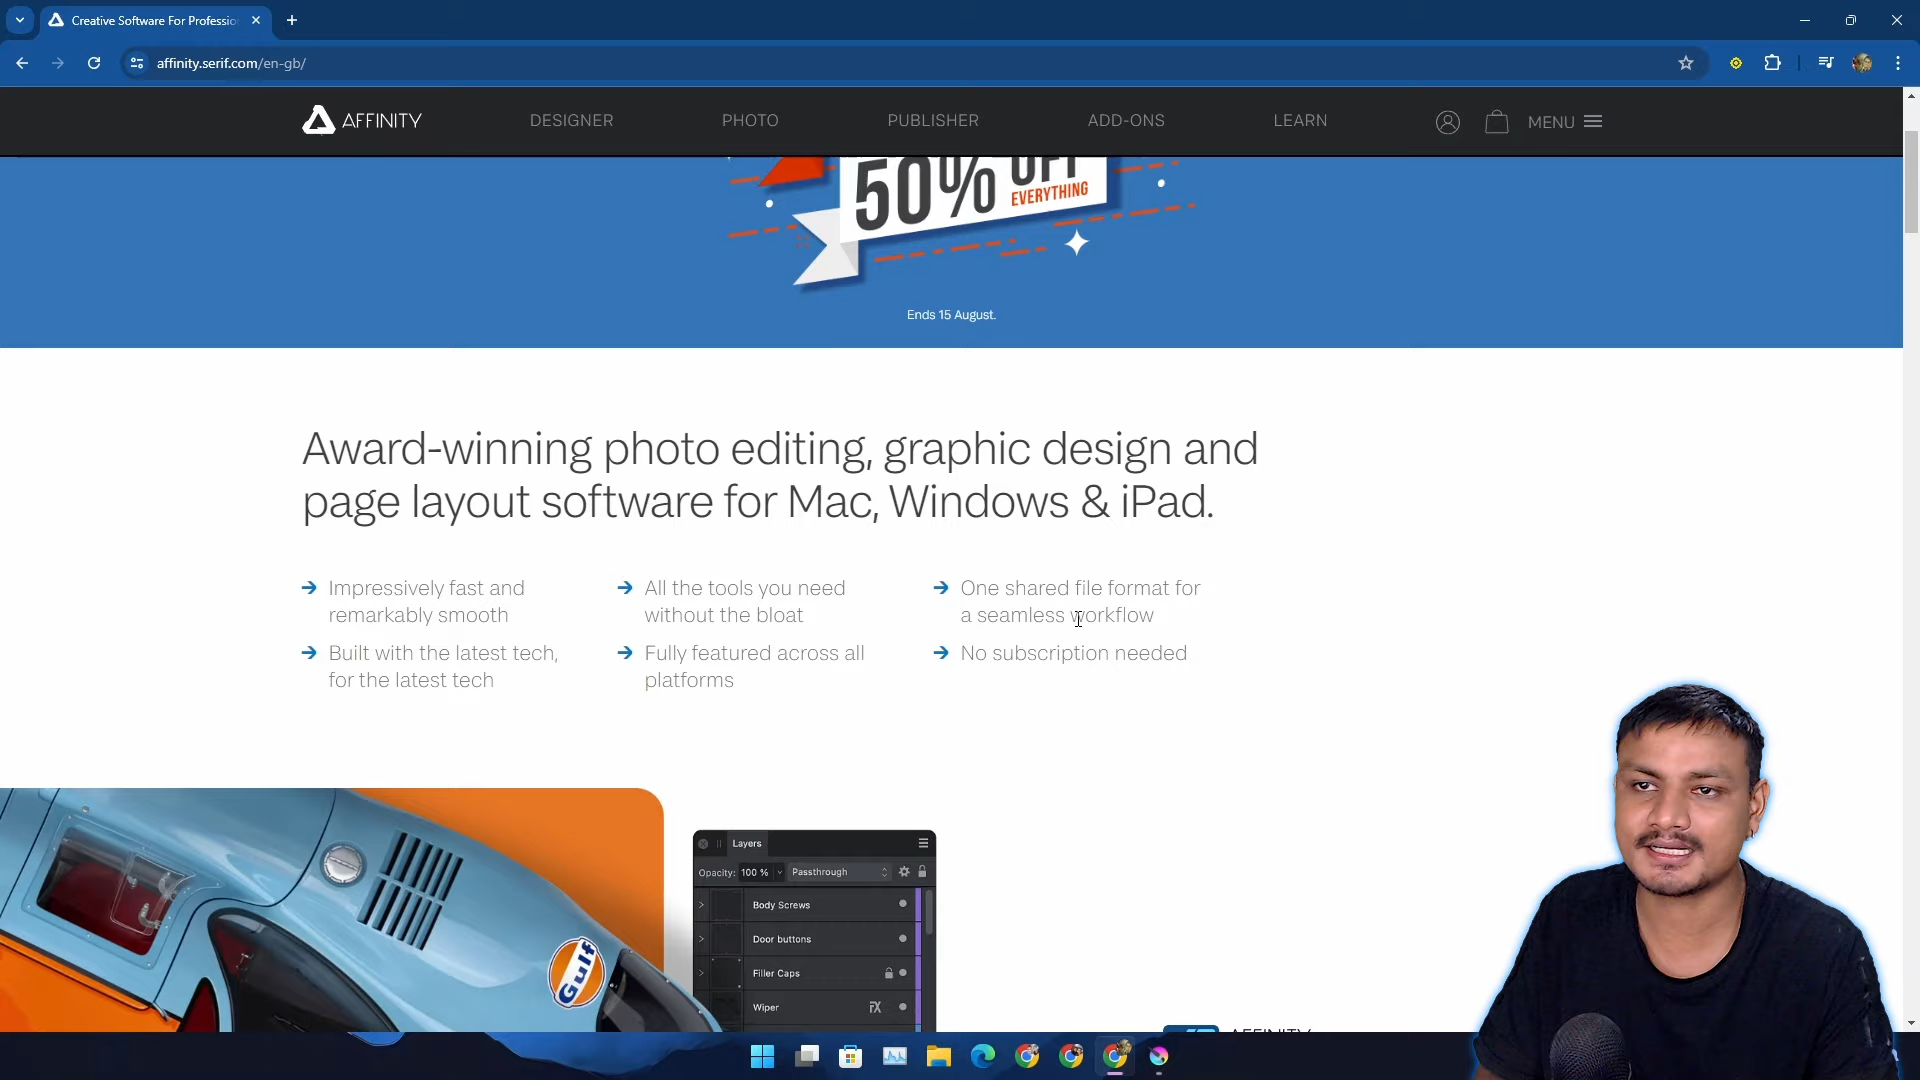 Creative Software For Professio
affinity.serif.com/en-gb/
AFFINITY
DESIGNER
PHOTO
PUBLISHER
ADD-ONS
LEARN
MENU
50% OFF
EVERYTHING
Ends 15 August.
Award-winning photo editing, graphic design and
page layout software for Mac, Windows & iPad.
Impressively fast and
remarkably smooth
Built with the latest tech,
for the latest tech
All the tools you need
without the bloat
Fully featured across all
platforms
One shared file format for
a seamless workflow
No subscription needed
Gulf
Layers
Opacity: 100 % Passthrough
Body Screws
Door buttons
Filler Caps
Wiper FX
AFFINITY